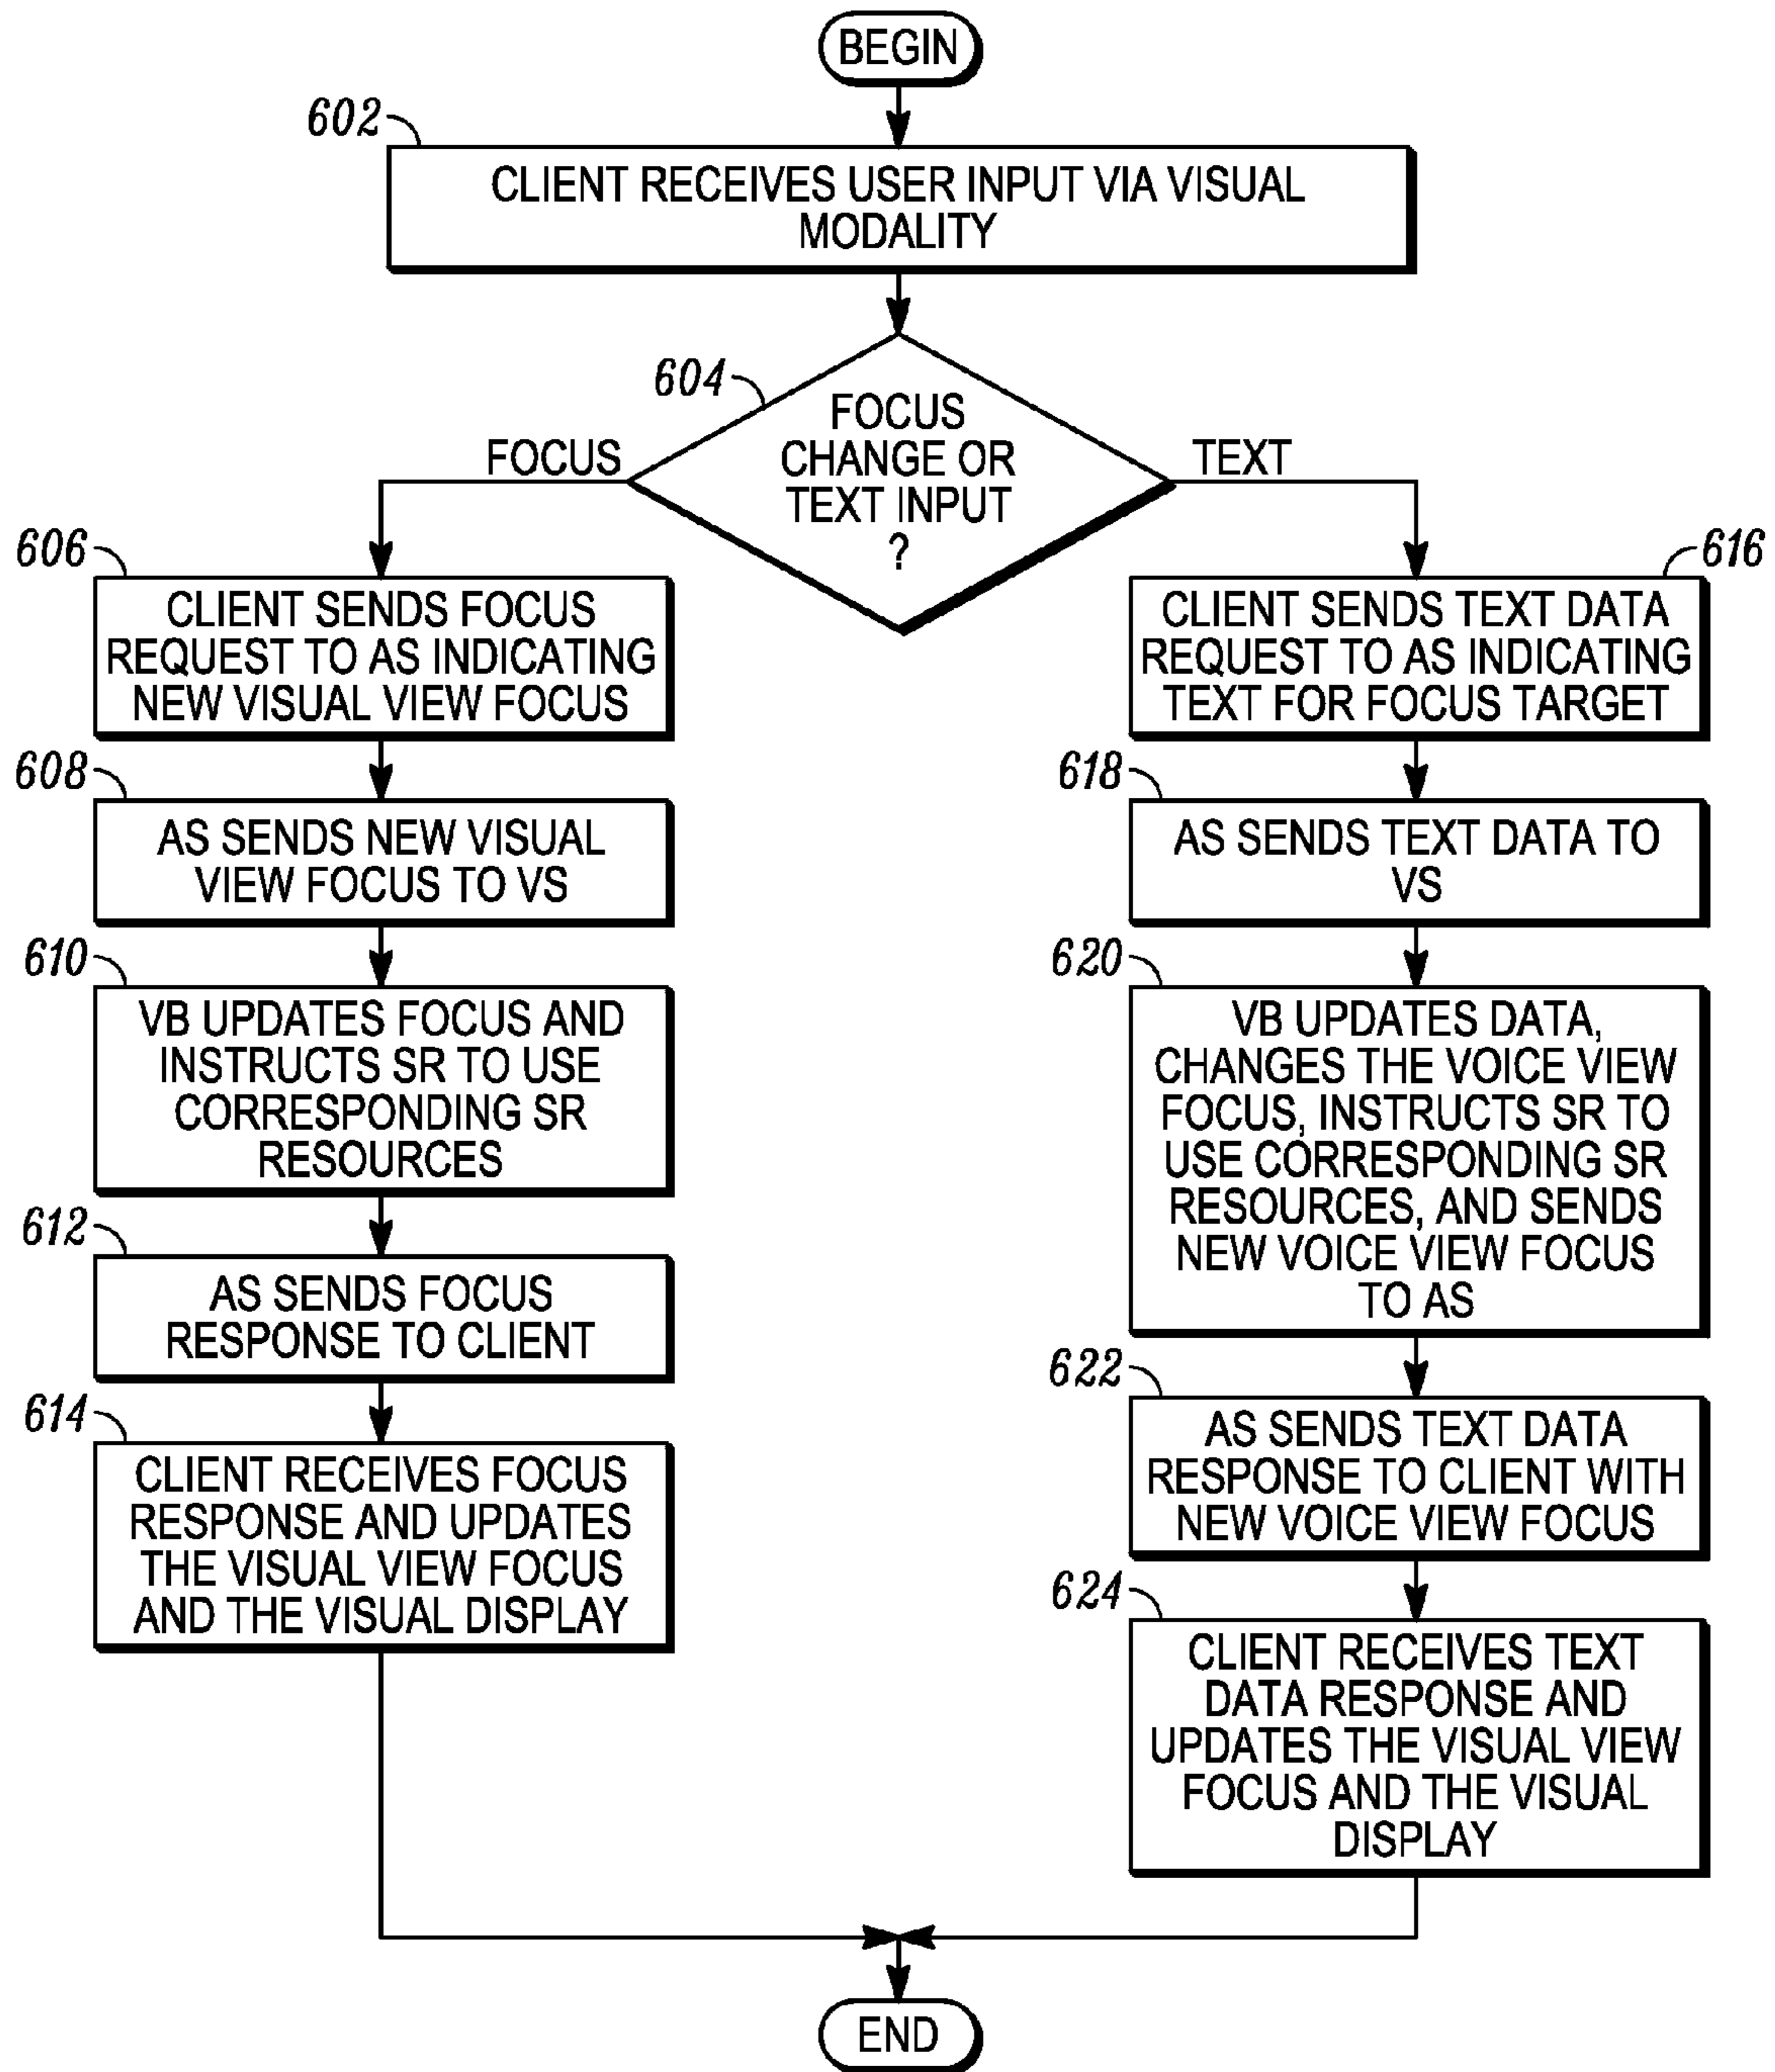 BEGIN
602
CLIENT RECEIVES USER INPUT VIA VISUAL
MODALITY
604
FOCUS
CHANGE OR
TEXT INPUT
?
FOCUS
TEXT
606
CLIENT SENDS FOCUS
REQUEST TO AS INDICATING
NEW VISUAL VIEW FOCUS
608
AS SENDS NEW VISUAL
VIEW FOCUS TO VS
610
VB UPDATES FOCUS AND
INSTRUCTS SR TO USE
CORRESPONDING SR
RESOURCES
612
AS SENDS FOCUS
RESPONSE TO CLIENT
614
CLIENT RECEIVES FOCUS
RESPONSE AND UPDATES
THE VISUAL VIEW FOCUS
AND THE VISUAL DISPLAY
616
CLIENT SENDS TEXT DATA
REQUEST TO AS INDICATING
TEXT FOR FOCUS TARGET
618
AS SENDS TEXT DATA TO
VS
620
VB UPDATES DATA,
CHANGES THE VOICE VIEW
FOCUS, INSTRUCTS SR TO
USE CORRESPONDING SR
RESOURCES, AND SENDS
NEW VOICE VIEW FOCUS
TO AS
622
AS SENDS TEXT DATA
RESPONSE TO CLIENT WITH
NEW VOICE VIEW FOCUS
624
CLIENT RECEIVES TEXT
DATA RESPONSE AND
UPDATES THE VISUAL VIEW
FOCUS AND THE VISUAL
DISPLAY
END